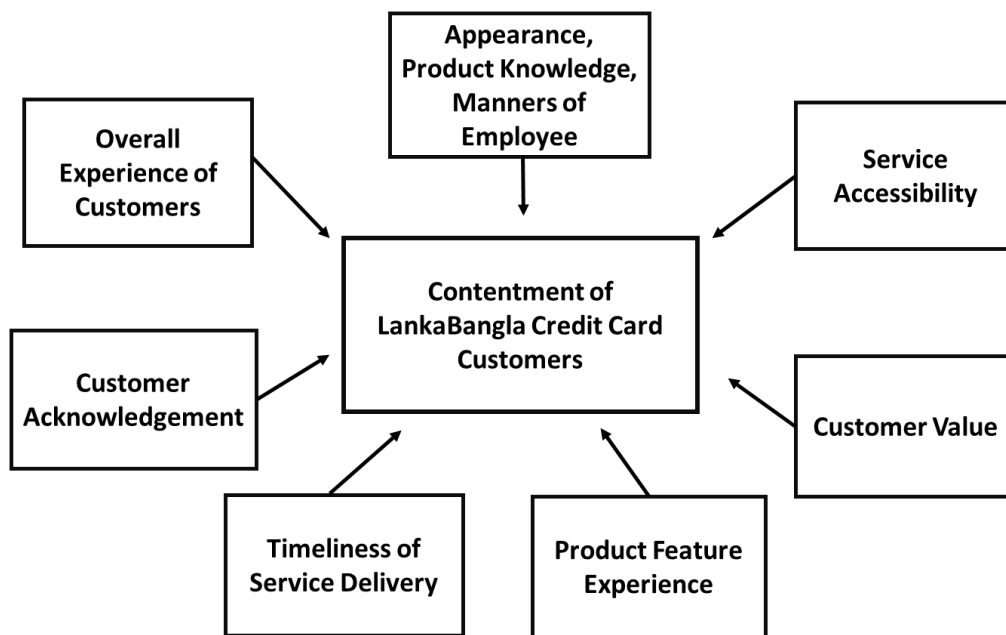 Appearance,
Product Knowledge,
Manners of
Employee
Overall
Experience of
Customers
Service
Accessibility
Contentment of
LankaBangla Credit Card
Customers
Customer
Acknowledgement
Customer Value
Timeliness of
Service Delivery
Product Feature
Experience